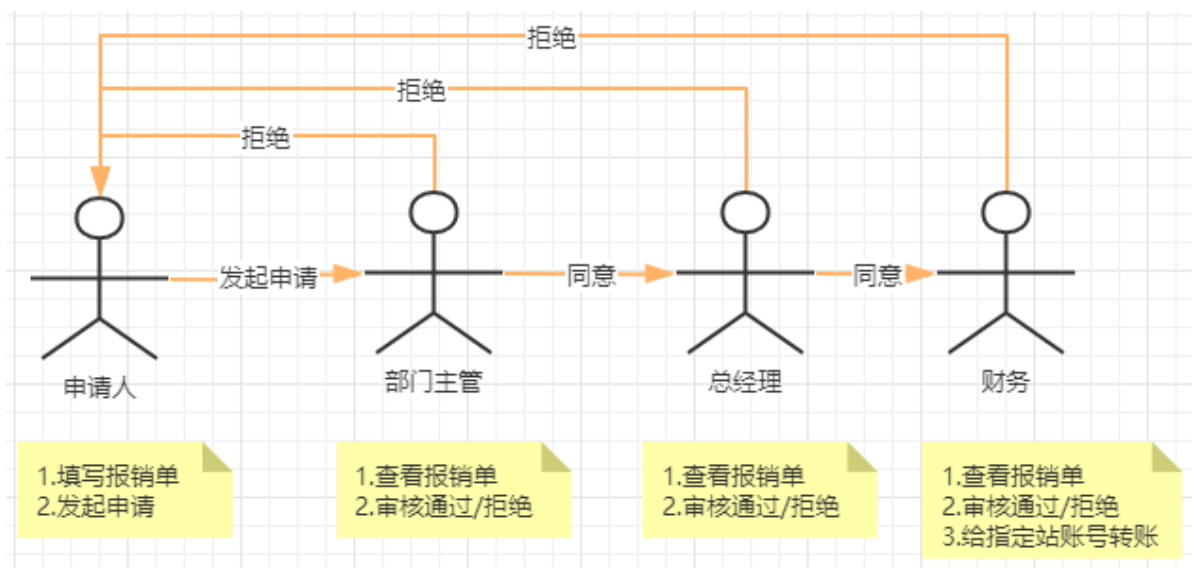 拒绝
拒绝
拒绝
发起申请
同意
同意
申请人
部门主管
总经理
财务
1.填写报销单
2.发起申请
1.查看报销单
2.审核通过/拒绝
1.查看报销单
2.审核通过/拒绝
1.查看报销单
2.审核通过/拒绝
3.给指定站账号转账